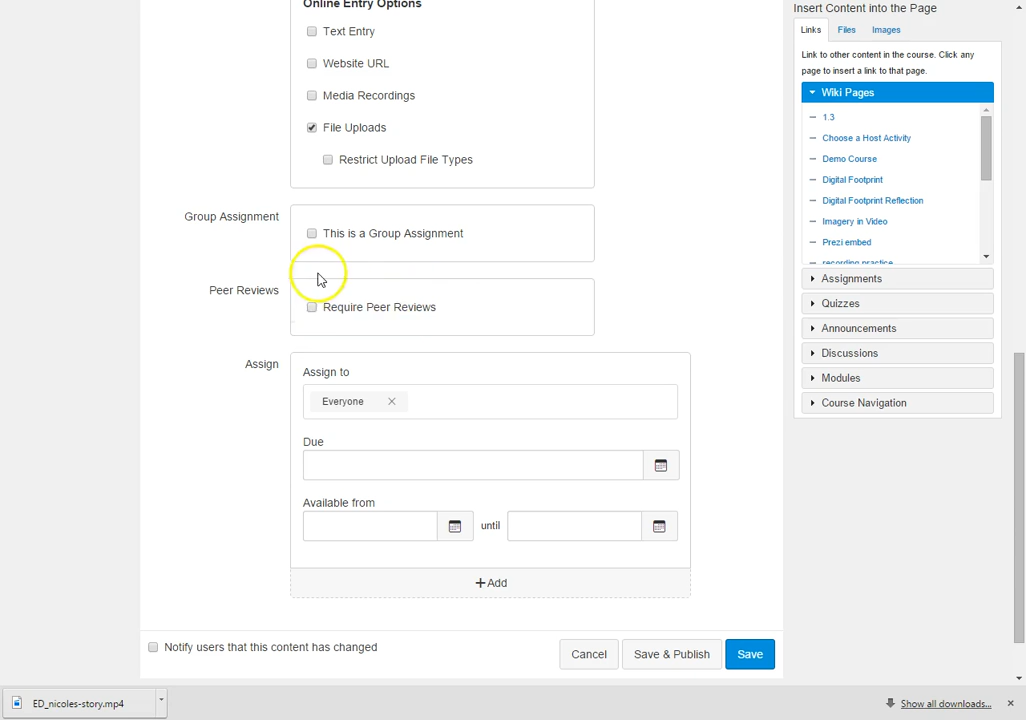 Online Entry Options
Text Entry
Website URL
Media Recordings
File Uploads
Restrict Upload File Types
Group Assignment
This is a Group Assignment
Peer Reviews
Require Peer Reviews
Assign
Assign to
Everyone
Due
Available from
until
Add
Notify users that this content has changed
Cancel
Save & Publish
Save
Insert Content into the Page
Links Files Images
Link to other content in the course. Click any
page to insert a link to that page.
Wiki Pages
1.3
Choose a Host Activity
Demo Course
Digital Footprint
Digital Footprint Reflection
Imagery in Video
Prezi embed
recording practice
Assignments
Quizzes
Announcements
Discussions
Modules
Course Navigation
ED_nicoles-story.mp4
Show all downloads...